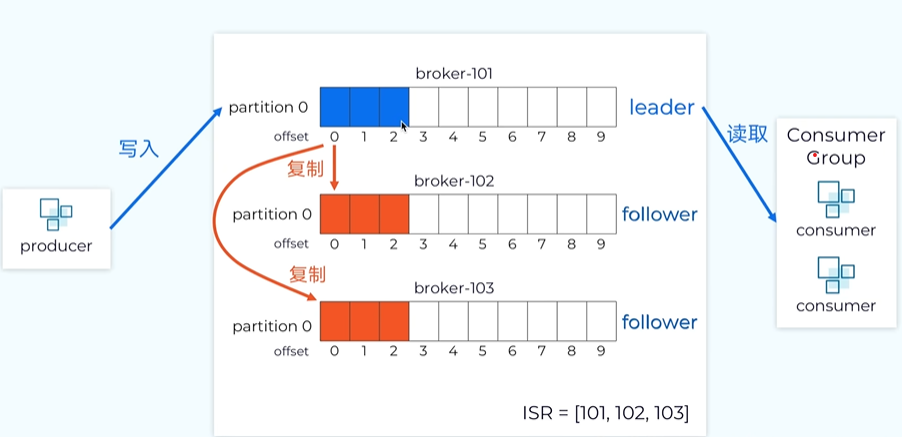 broker-101
partition 0
leader
offset 0 1 2 3 4 5 6 7 8 9
写入
读取
Consumer
Group
复制
broker-102
partition 0
follower
offset 0 1 2 3 4 5 6 7 8 9
producer
consumer
复制
broker-103
consumer
partition 0
follower
offset 0 1 2 3 4 5 6 7 8 9
ISR = [101, 102, 103]